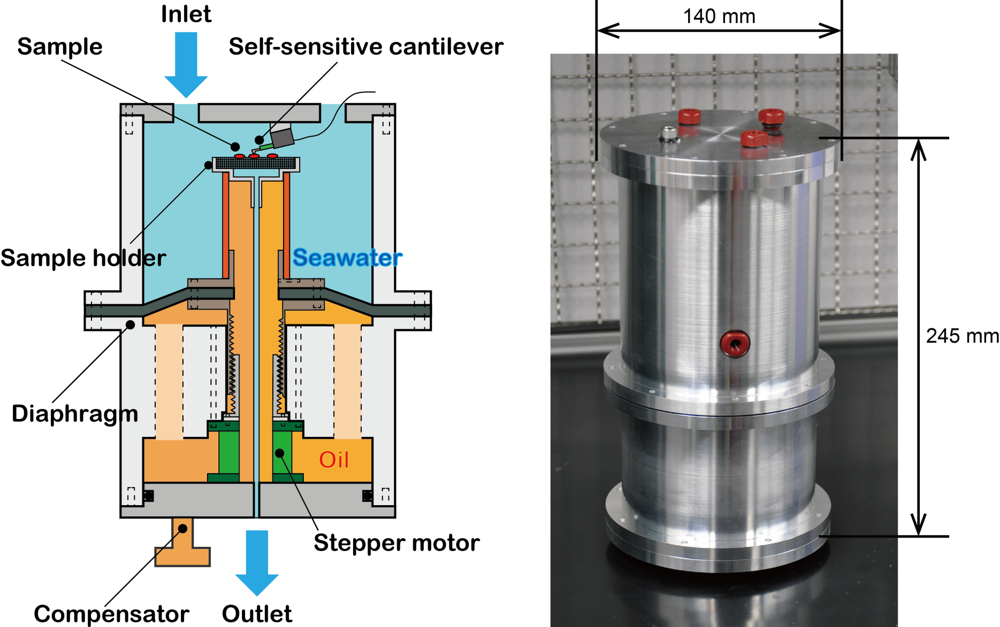 Inlet
Sample
Self-sensitive cantilever
140 mm
Sample holder
Seawater
245 mm
Diaphragm
Oil
Stepper motor
Compensator
Outlet